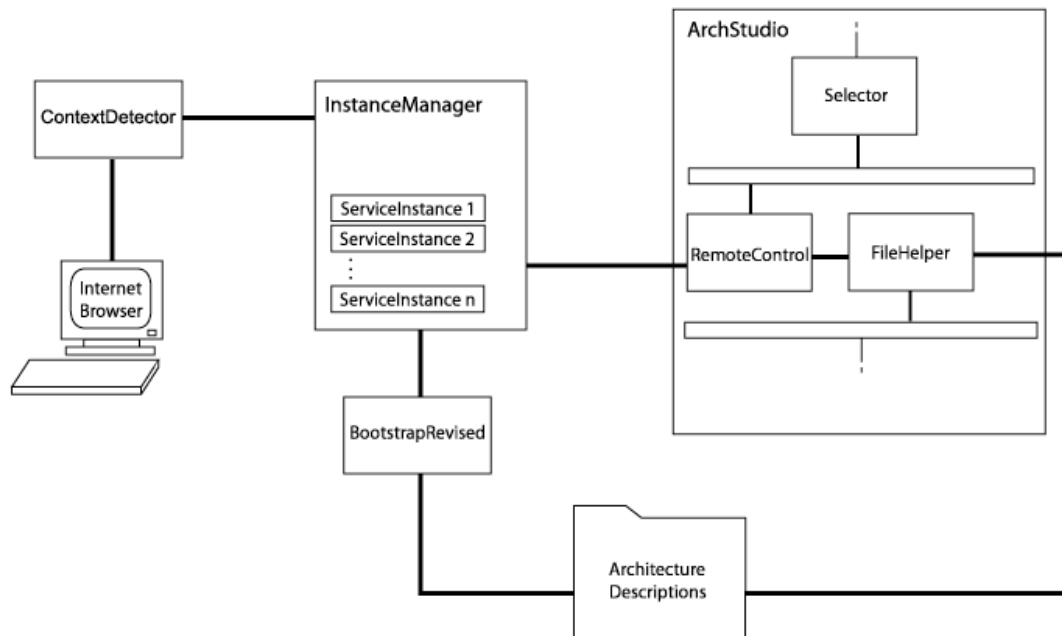 ArchStudio
Selector
ContextDetector
InstanceManager
ServiceInstance 1
ServiceInstance 2
ServiceInstance n
RemoteControl
FileHelper
Internet
Browser
BootstrapRevised
Architecture
Descriptions